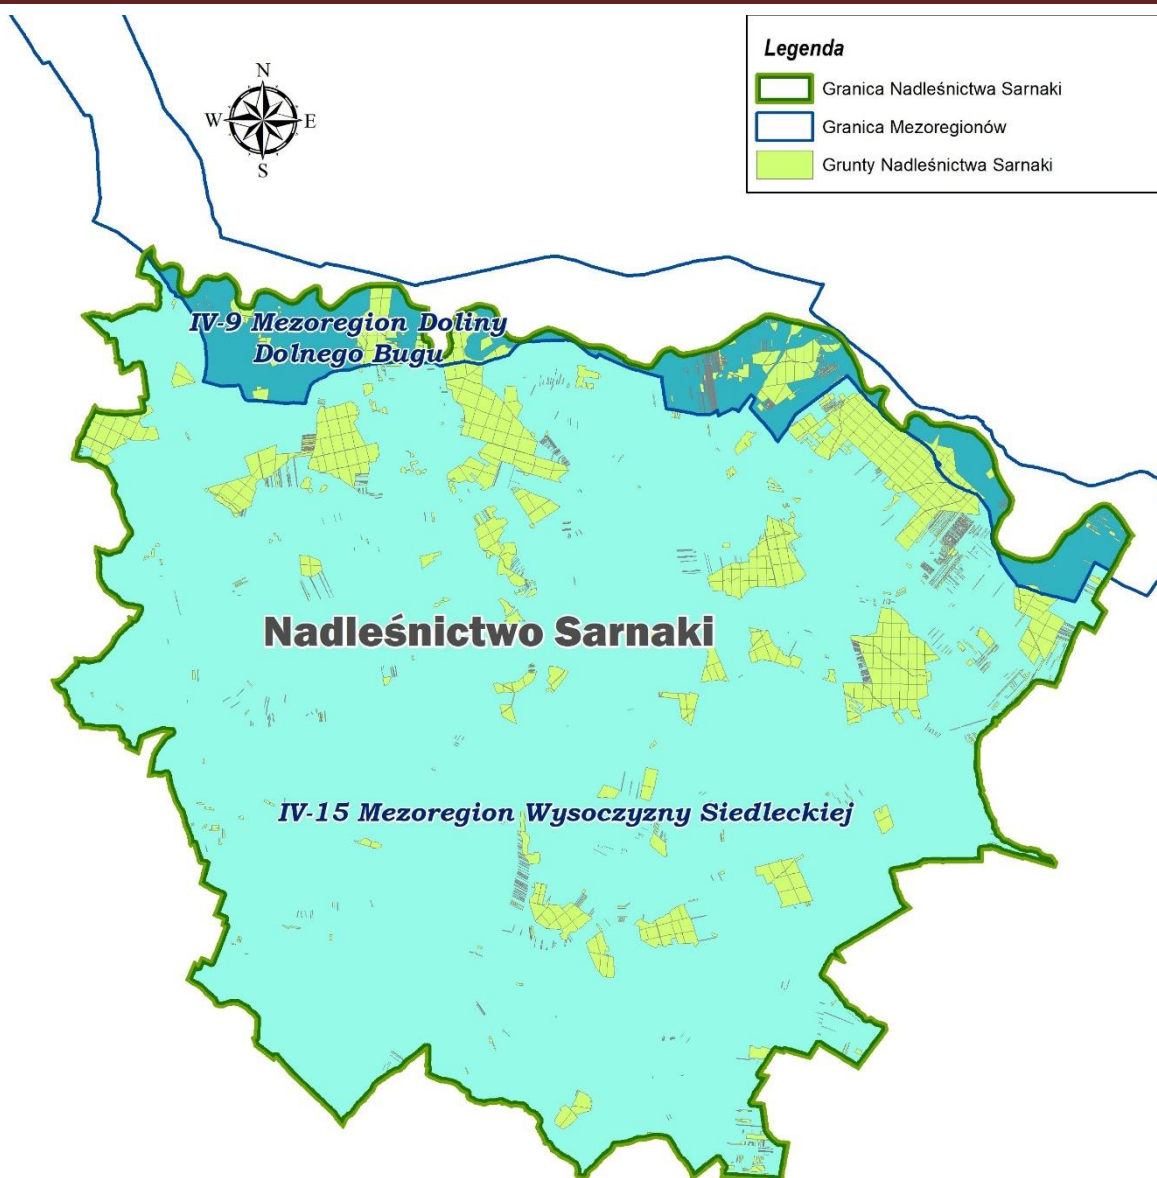 Legenda
Granica Nadleśnictwa Sarnaki
Granica Mezoregionów
Grunty Nadleśnictwa Sarnaki
N
W
E
S
IV-9 Mezoregion Doliny
Dolnego Bugu
Nadleśnictwo Sarnaki
IV-15 Mezoregion Wysoczyzny Siedleckiej